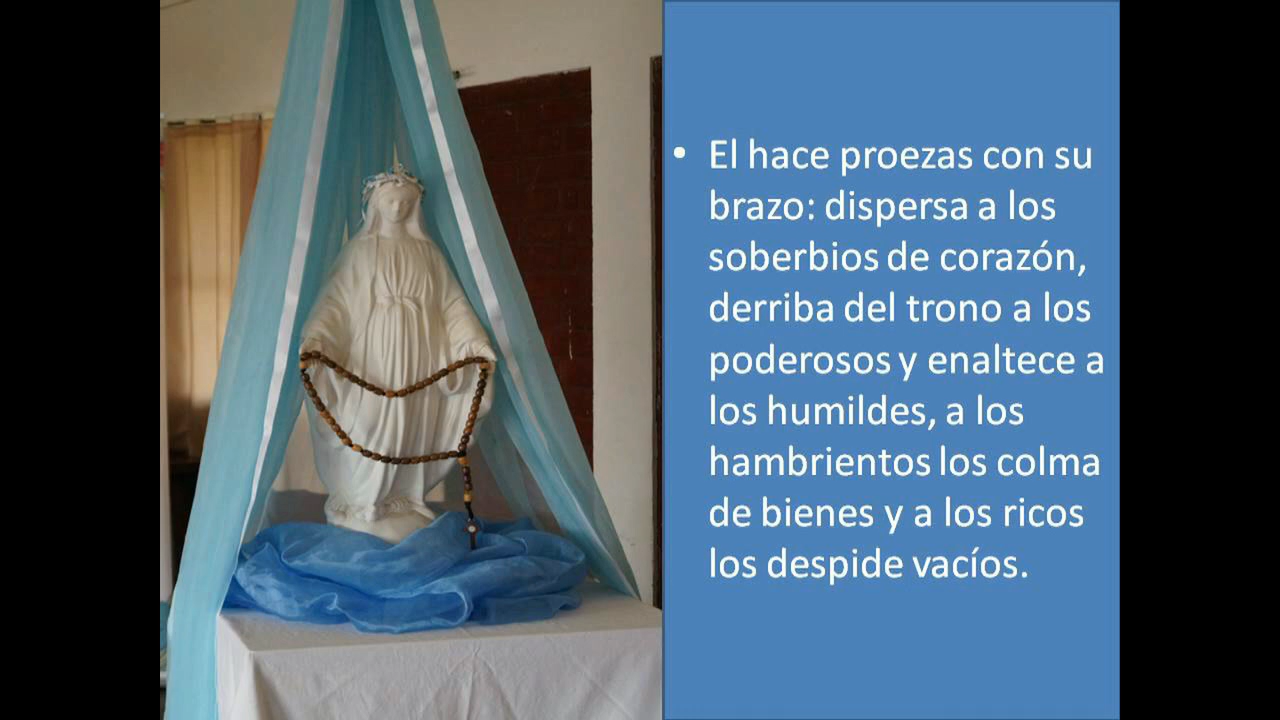 • El hace proezas con su
brazo: dispersa a los
soberbios de corazón,
derriba del trono a los
poderosos y enaltece a
los humildes, a los
hambrientos los colma
de bienes y a los ricos
los despide vacíos.